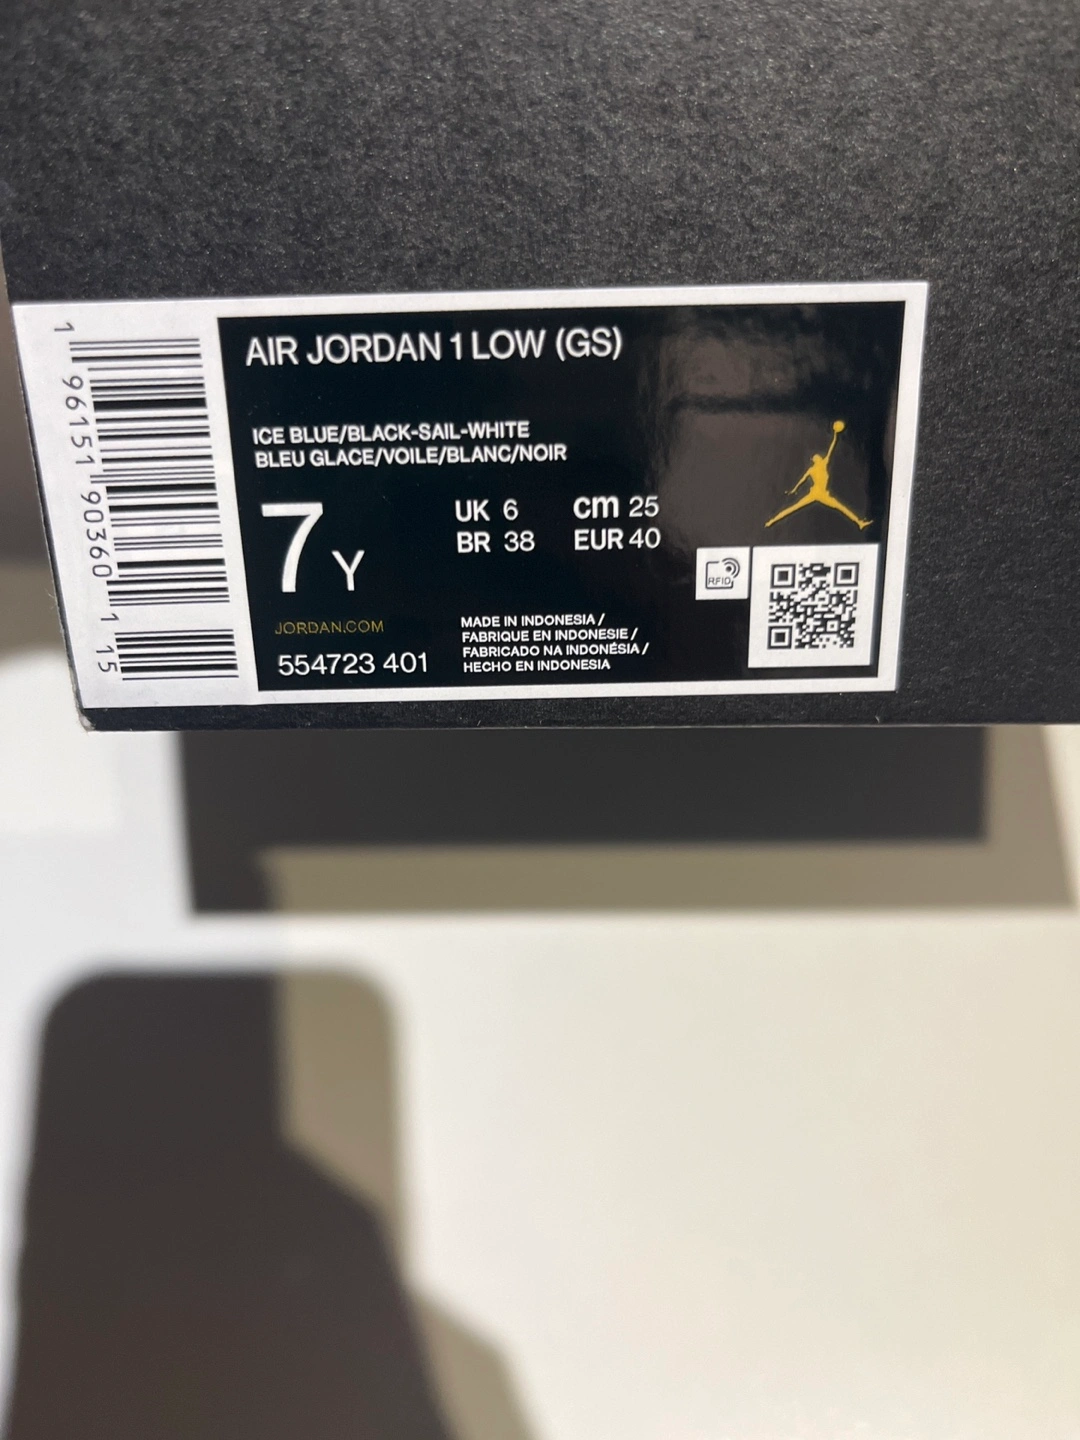 1 96151 90360 1 15
AIR JORDAN 1 LOW (GS)
ICE BLUE/BLACK-SAIL-WHITE
BLEU GLACE/VOILE/BLANC/NOIR
7 Y
UK 6 cm 25
BR 38 EUR 40
RFID
JORDAN.COM
554723 401
MADE IN INDONESIA /
FABRIQUE EN INDONESIE /
FABRICADO NA INDONÉSIA /
HECHO EN INDONESIA